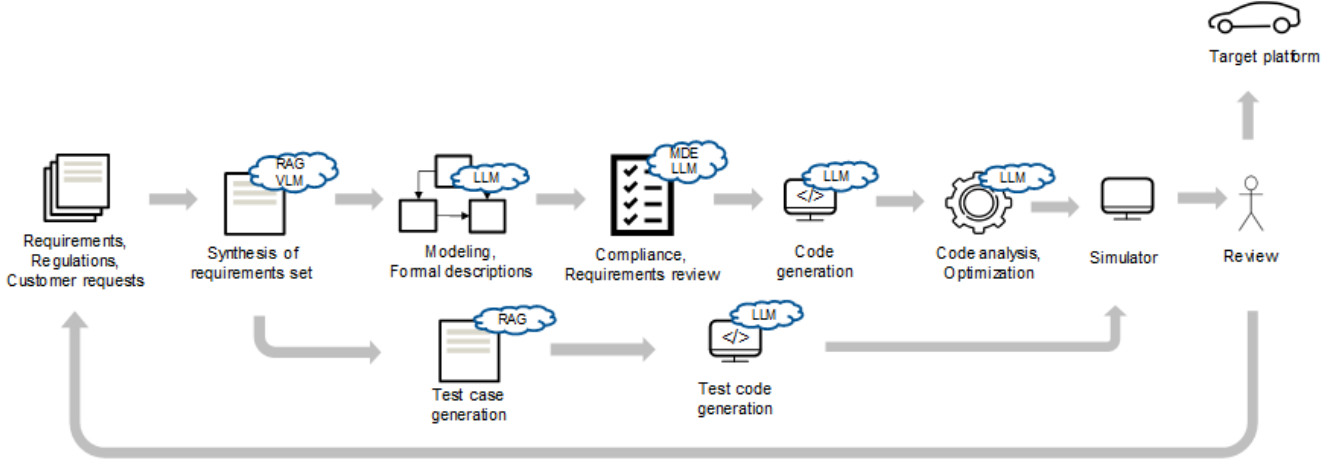 Target platform
RAG
VLM
LLM
MDE
LLM
LLM
LLM
</>
Requirements,
Regulations,
Customer requests
Synthesis of
requirements set
Modeling,
Formal descriptions
Compliance,
Requirements review
Code
generation
Code analysis,
Optimization
Simulator
Review
RAG
LLM
</>
Test case
generation
Test code
generation